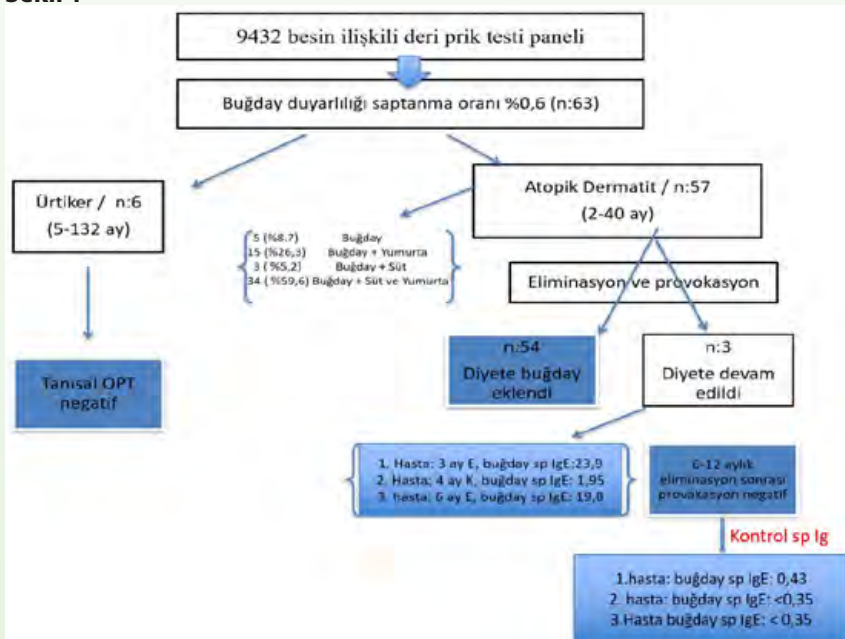 9432 besin ilişkili deri prik testi paneli
Buğday duyarlılığı saptanma oranı %0,6 (n:63)
Ürtiker / n:6
(5-132 ay)
Atopik Dermatit / n:57
(2-40 ay)
5 (%8.7) Buğday
15 (%26,3) Buğday + Yumurta
3 ( %5,2) Buğday + Süt
34 ( %59,6) Buğday + Süt ve Yumurta
Eliminasyon ve provokasyon
Tanısal OPT
negatif
n:54
Diyete buğday
eklendi
n:3
Diyete devam
edildi
1. Hasta: 3 ay E, buğday sp IgE:23,9
2. Hasta; 4 ay K, buğday sp IgE: 1,95
3. hasta; 6 ay E, buğday sp IgE: 19,8
6-12 aylık
eliminasyon sonrası
provokasyon negatif
Kontrol sp Ig
1.hasta: buğday sp IgE: 0,43
2. hasta: buğday sp IgE: <0,35
3.Hasta buğday sp IgE: < 0,35